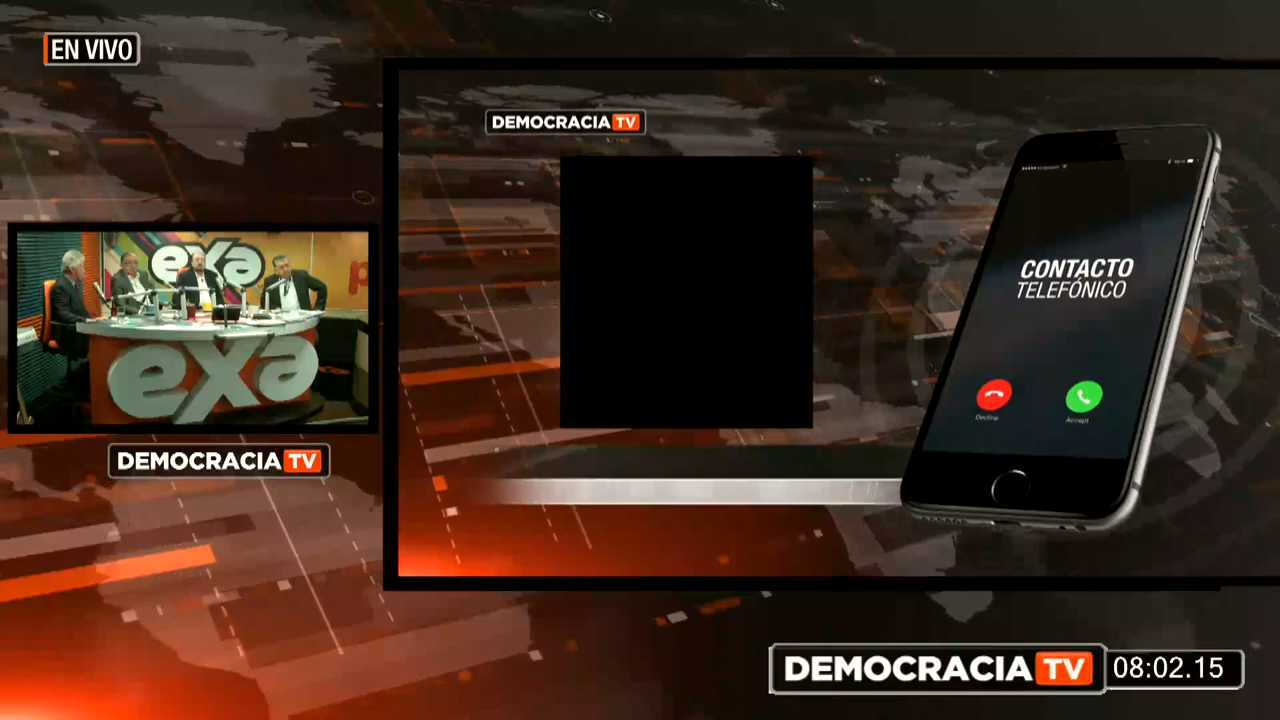 EN VIVO
DEMOCRACIA TV
CONTACTO
TELEFÓNICO
Decline
Accept
exa
exa
DEMOCRACIA TV
DEMOCRACIA TV 08:02.15